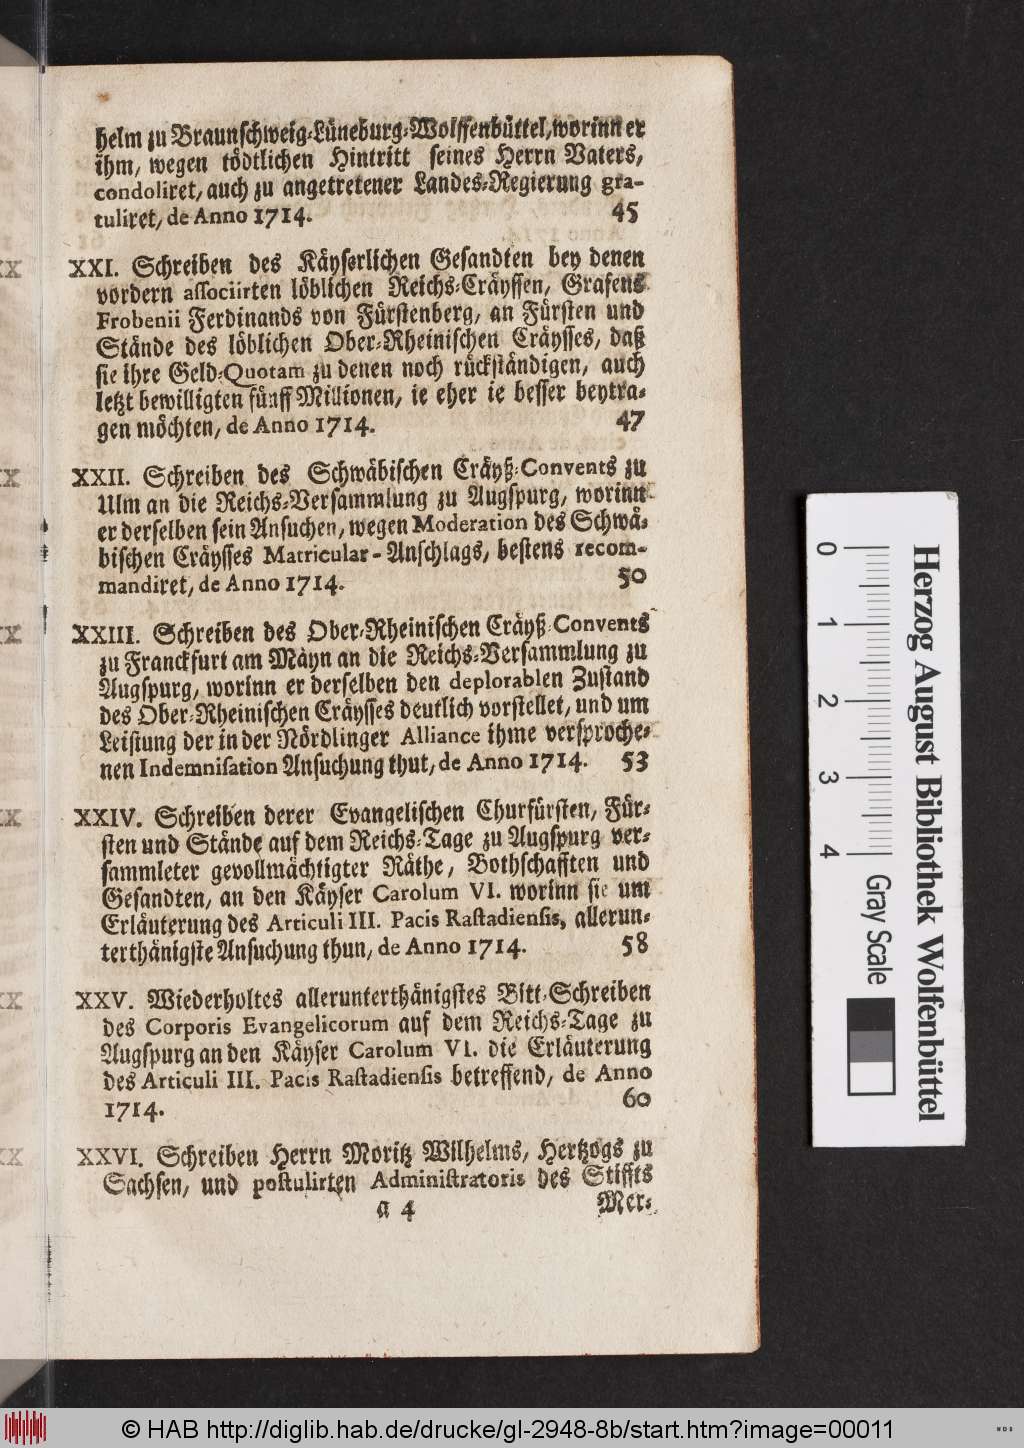 helm zu Braunschweig-Lüneburg-Wolffenbüttel, worinn er
ihm, wegen tödtlichen Hintritt seines Herrn Vaters,
condoliret, auch zu angetretener Landes-Regierung gra-
tuliret, de Anno 1714. 45
XXI. Schreiben des Käyserlichen Gesandten bey denen
vordern associirten löblichen Reichs-Cräyssen, Grafens
Frobenii Ferdinands von Fürstenberg, an Fürsten und
Stände des löblichen Ober-Rheinischen Cräysses, daß
sie ihre Geld-Quotam zu denen noch rückständigen, auch
letzt bewilligten fünff Millionen, ie eher ie besser beytra-
gen möchten, de Anno 1714. 47
XXII. Schreiben des Schwäbischen Cräyß-Convents zu
Ulm an die Reichs-Versammlung zu Augspurg, worinn
er derselben sein Ansuchen, wegen Moderation des Schwä-
bischen Cräysses Matricular-Anschlags, bestens recom-
mandiret, de Anno 1714. 50
XXIII. Schreiben des Ober-Rheinischen Cräyß-Convents
zu Franckfurt am Mäyn an die Reichs-Versammlung zu
Augspurg, worinn er derselben den deplorablen Zustand
des Ober-Rheinischen Cräysses deutlich vorstellet, und um
Leistung der in der Nördlinger Alliance ihme versproche-
nen Indemnisation Ansuchung thut, de Anno 1714. 53
XXIV. Schreiben derer Evangelischen Churfürsten, Für-
sten und Stände auf dem Reichs-Tage zu Augspurg ver-
sammleter gevollmächtigter Räthe, Bothschafften und
Gesandten, an den Käyser Carolum VI. worinn sie um
Erläuterung des Articuli III. Pacis Rastadiensis, allerun-
terthänigste Ansuchung thun, de Anno 1714. 58
XXV. Wiederholtes allerunterthänigstes Bitt-Schreiben
des Corporis Evangelicorum auf dem Reichs-Tage zu
Augspurg an den Käyser Carolum VI. die Erläuterung
des Articuli III. Pacis Rastadiensis betreffend, de Anno
1714. 60
XXVI. Schreiben Herrn Moritz Wilhelms, Hertzogs zu
Sachsen, und postulirten Administratoris des Stiffts
a 4 Mer-
Herzog August Bibliothek Wolfenbüttel
0 1 2 3 4 Gray Scale
© HAB http://diglib.hab.de/drucke/gl-2948-8b/start.htm?image=00011